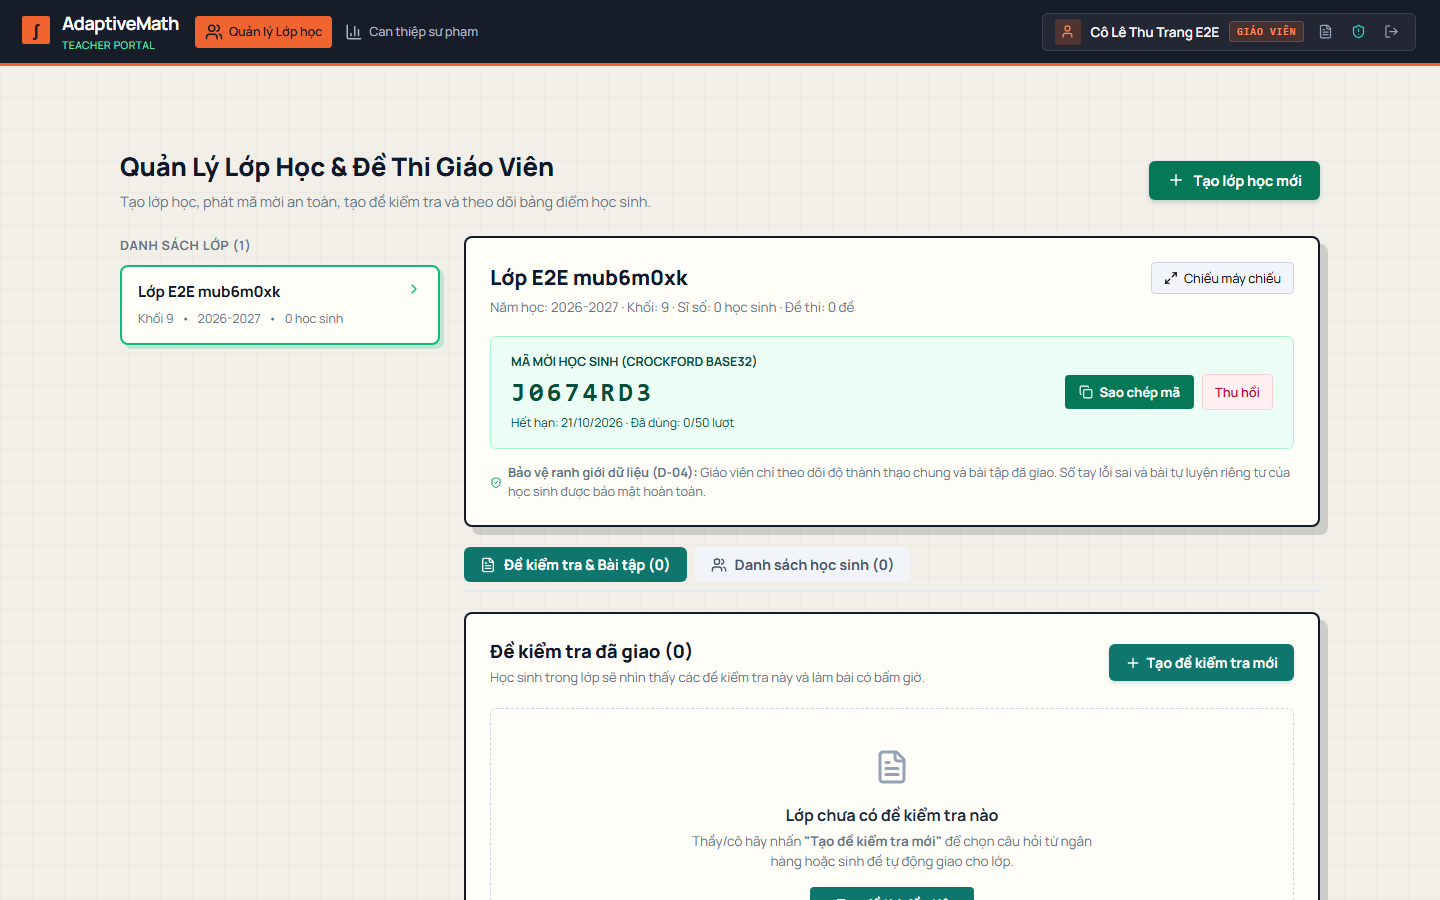 ∫
AdaptiveMath
TEACHER PORTAL
Quản lý Lớp học
Can thiệp sư phạm
Cô Lê Thu Trang E2E
GIÁO VIÊN
Quản Lý Lớp Học & Đề Thi Giáo Viên
Tạo lớp học, phát mã mời an toàn, tạo đề kiểm tra và theo dõi bảng điểm học sinh.
Tạo lớp học mới
DANH SÁCH LỚP (1)
Lớp E2E mub6m0xk
Khối 9 • 2026-2027 • 0 học sinh
Lớp E2E mub6m0xk
Năm học: 2026-2027 · Khối: 9 · Sĩ số: 0 học sinh · Đề thi: 0 đề
Chiếu máy chiếu
MÃ MỜI HỌC SINH (CROCKFORD BASE32)
J0674RD3
Hết hạn: 21/10/2026 · Đã dùng: 0/50 lượt
Sao chép mã
Thu hồi
Bảo vệ ranh giới dữ liệu (D-04): Giáo viên chỉ theo dõi độ thành thạo chung và bài tập đã giao. Sổ tay lỗi sai và bài tự luyện riêng tư của
học sinh được bảo mật hoàn toàn.
Đề kiểm tra & Bài tập (0)
Danh sách học sinh (0)
Đề kiểm tra đã giao (0)
Học sinh trong lớp sẽ nhìn thấy các đề kiểm tra này và làm bài có bấm giờ.
Tạo đề kiểm tra mới
Lớp chưa có đề kiểm tra nào
Thầy/cô hãy nhấn "Tạo đề kiểm tra mới" để chọn câu hỏi từ ngân
hàng hoặc sinh đề tự động giao cho lớp.